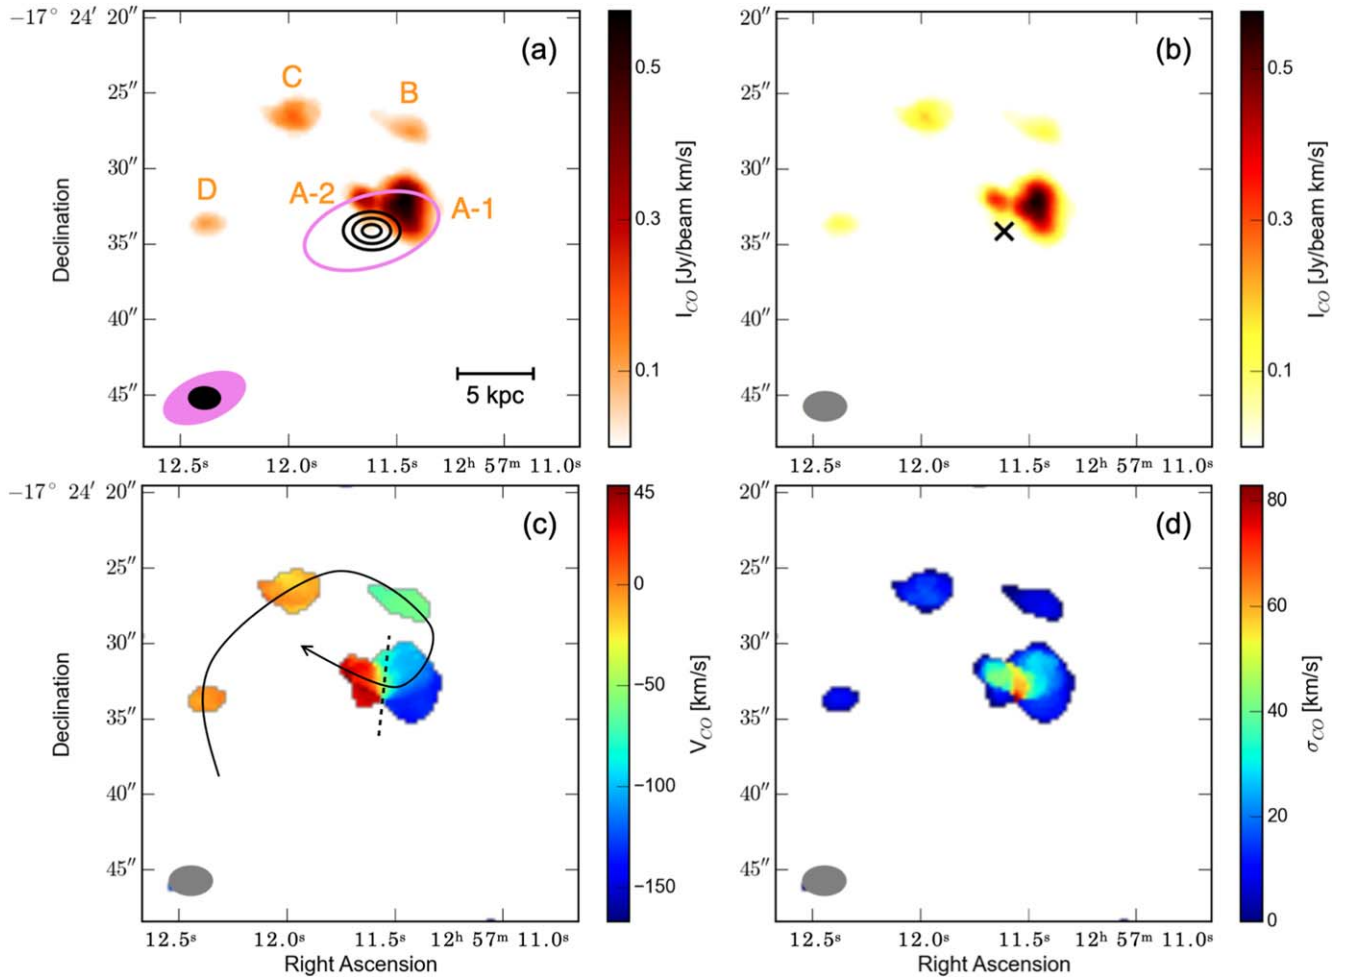 −17° 24′ 20″
25″
30″
35″
40″
45″
Declination
(a)
C
B
D
A-2
A-1
5 kpc
12.5ˢ 12.0ˢ 11.5ˢ 12ʰ 57ᵐ 11.0ˢ
0.5
0.3
0.1
I_CO [Jy/beam km/s]
20″
25″
30″
35″
40″
45″
(b)
12.5ˢ 12.0ˢ 11.5ˢ 12ʰ 57ᵐ 11.0ˢ
0.5
0.3
0.1
I_CO [Jy/beam km/s]
−17° 24′ 20″
25″
30″
35″
40″
45″
Declination
(c)
12.5ˢ 12.0ˢ 11.5ˢ 12ʰ 57ᵐ 11.0ˢ
Right Ascension
45
0
−50
−100
−150
V_CO [km/s]
20″
25″
30″
35″
40″
45″
(d)
12.5ˢ 12.0ˢ 11.5ˢ 12ʰ 57ᵐ 11.0ˢ
Right Ascension
80
60
40
20
0
σ_CO [km/s]